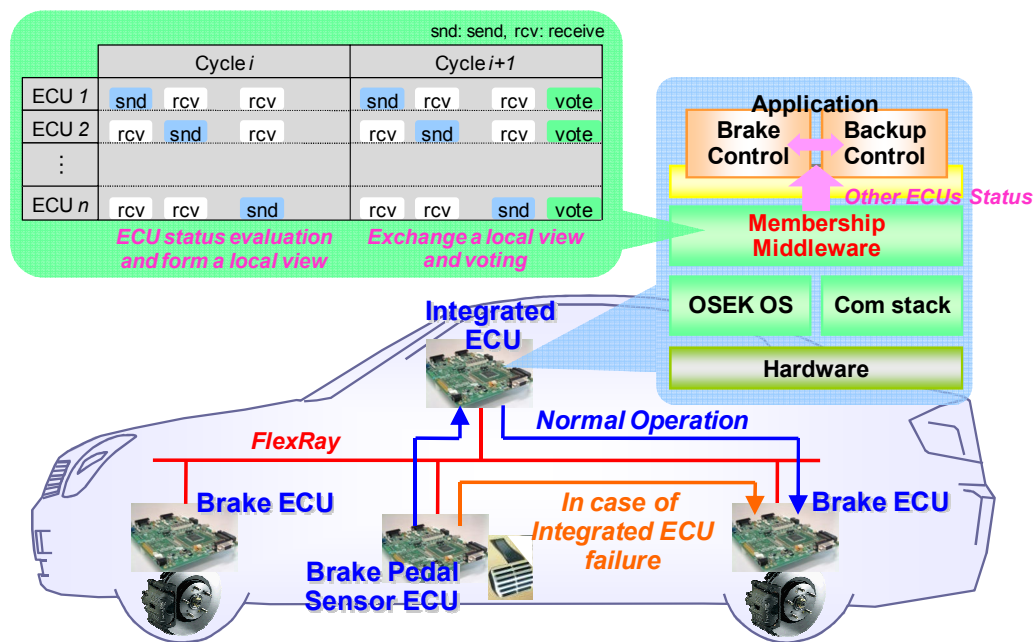 snd: send, rcv: receive
Cycle i Cycle i+1
ECU 1 snd rcv rcv snd rcv rcv vote
ECU 2 rcv snd rcv rcv snd rcv vote
⋮
ECU n rcv rcv snd rcv rcv snd vote
ECU status evaluation
and form a local view
Exchange a local view
and voting
Application
Brake
Control
Backup
Control
Other ECUs Status
Membership
Middleware
OSEK OS
Com stack
Hardware
Integrated
ECU
Normal Operation
FlexRay
Brake ECU
In case of
Integrated ECU
failure
Brake ECU
Brake Pedal
Sensor ECU